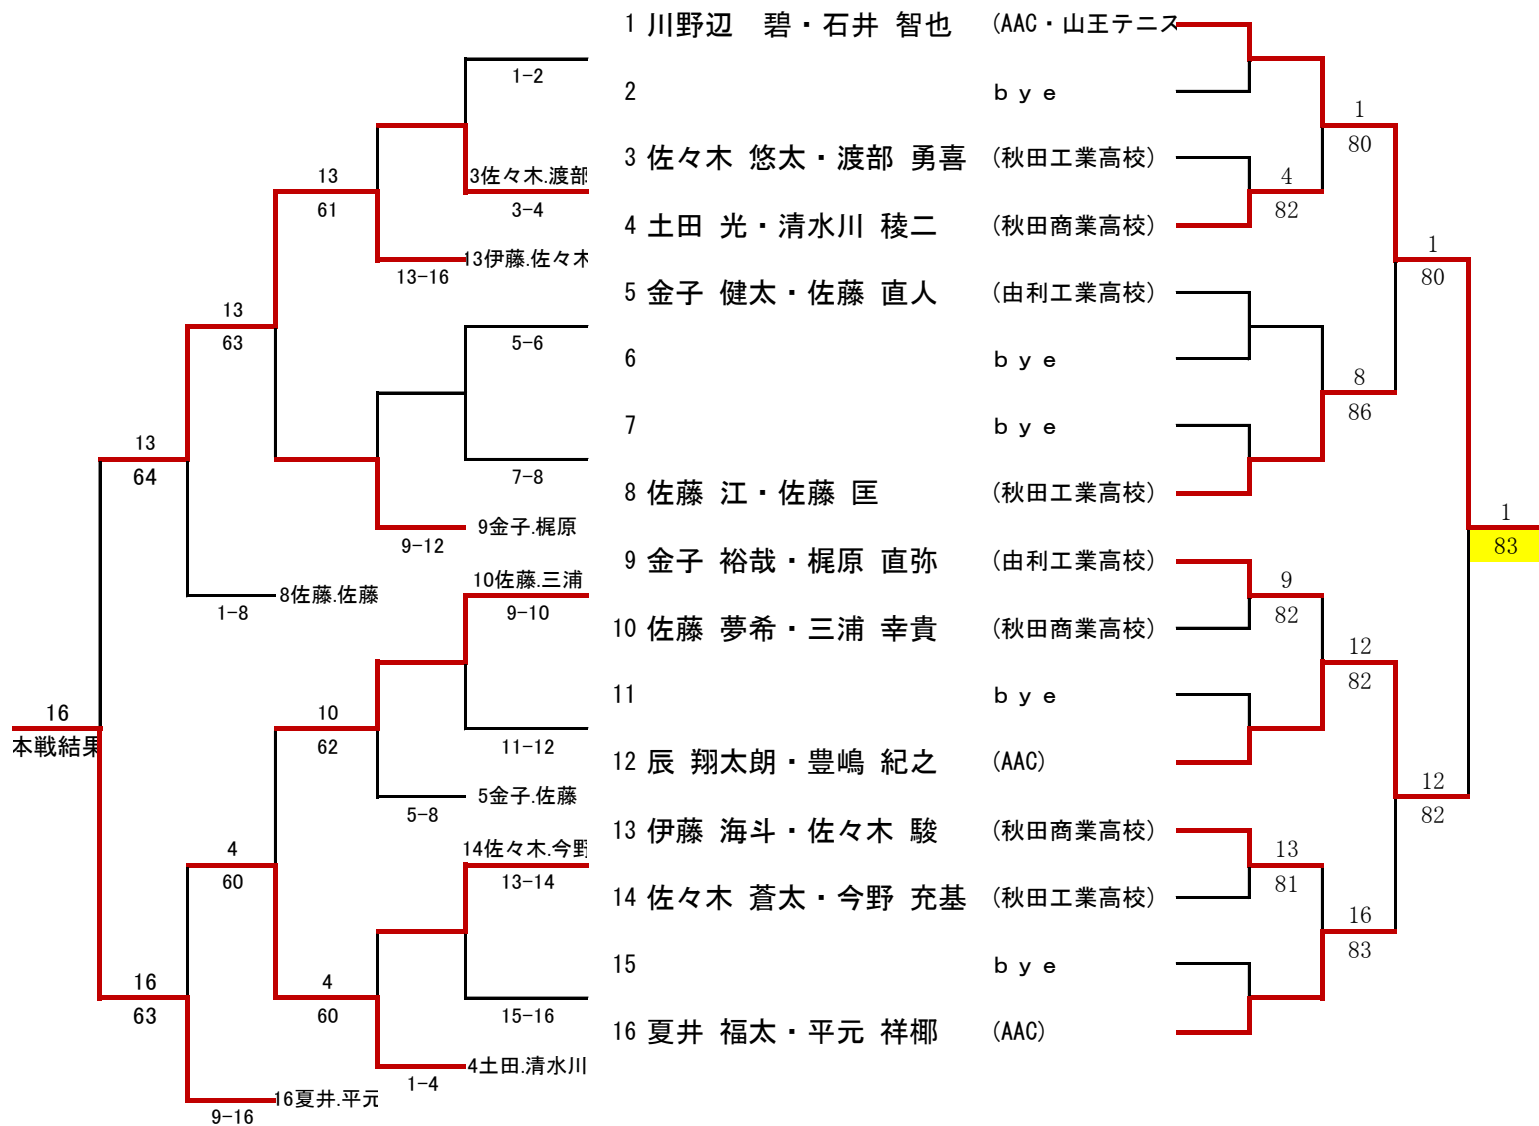 1 川野辺　碧・石井 智也 (AAC・山王テニス
1-2
2 ｂｙｅ
1
80
13
3佐々木.渡部
3 佐々木 悠太・渡部 勇喜 (秋田工業高校)
4
61
3-4
82
4 土田 光・清水川 稜二 (秋田商業高校)
1
13伊藤.佐々木
13-16
80
5 金子 健太・佐藤 直人 (由利工業高校)
13
63
5-6
6 ｂｙｅ
8
86
7 ｂｙｅ
13
64
7-8
8 佐藤 江・佐藤 匡 (秋田工業高校)
1
9金子.梶原
9-12
83
9 金子 裕哉・梶原 直弥 (由利工業高校)
10佐藤.三浦
9
8佐藤.佐藤
1-8
9-10
82
10 佐藤 夢希・三浦 幸貴 (秋田商業高校)
12
82
11 ｂｙｅ
16
10
本戦結果
62
11-12
12 辰 翔太朗・豊嶋 紀之 (AAC)
12
5金子.佐藤
5-8
82
13 伊藤 海斗・佐々木 駿 (秋田商業高校)
4
14佐々木.今野
13
60
13-14
81
14 佐々木 蒼太・今野 充基 (秋田工業高校)
16
83
15 ｂｙｅ
16
4
63
60
15-16
16 夏井 福太・平元 祥椰 (AAC)
4土田.清水川
1-4
16夏井.平元
9-16